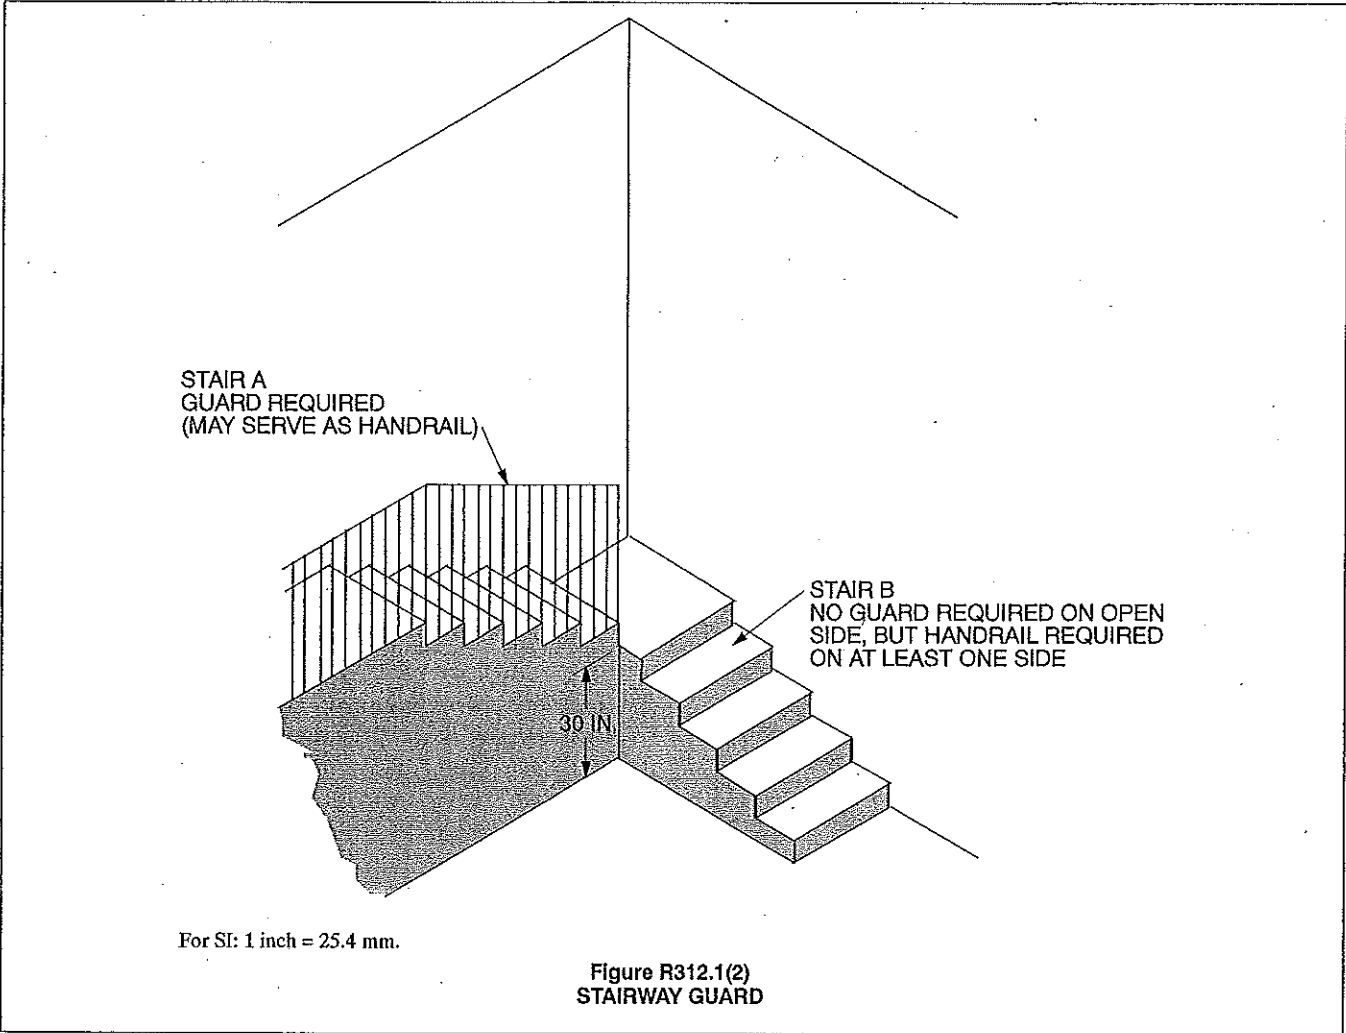 STAIR A
GUARD REQUIRED
(MAY SERVE AS HANDRAIL)
STAIR B
NO GUARD REQUIRED ON OPEN
SIDE, BUT HANDRAIL REQUIRED
ON AT LEAST ONE SIDE
30 IN.
For SI: 1 inch = 25.4 mm.
Figure R312.1(2)
STAIRWAY GUARD